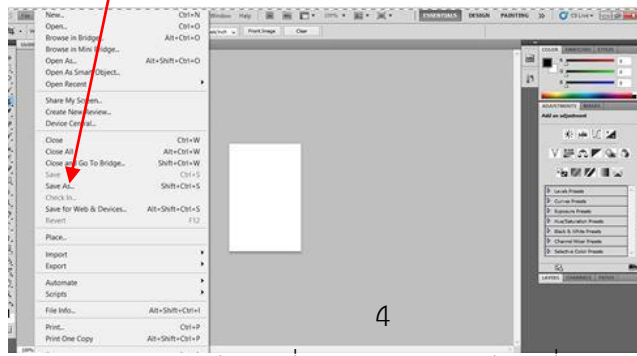 New... Ctrl+N
Open... Ctrl+O
Browse in Bridge... Alt+Ctrl+O
Browse in Mini Bridge...
Open As... Alt+Shift+Ctrl+O
Open As Smart Object...
Open Recent
Share My Screen...
Create New Review...
Device Central...
Close Ctrl+W
Close All Alt+Ctrl+W
Close and Go To Bridge... Shift+Ctrl+W
Save Ctrl+S
Save As... Shift+Ctrl+S
Check In...
Save for Web & Devices... Alt+Shift+Ctrl+S
Revert F12
Place...
Import
Export
Automate
Scripts
File Info... Alt+Shift+Ctrl+I
Print... Ctrl+P
Print One Copy Alt+Shift+Ctrl+P
Window Help
ESSENTIALS DESIGN PAINTING CS Live
Front Image Clear
COLOR SWATCHES STYLES
ADJUSTMENTS MASKS
Add an adjustment
Levels Presets
Curves Presets
Exposure Presets
Hue/Saturation Presets
Black & White Presets
Channel Mixer Presets
Selective Color Presets
LAYERS CHANNELS PATHS
4